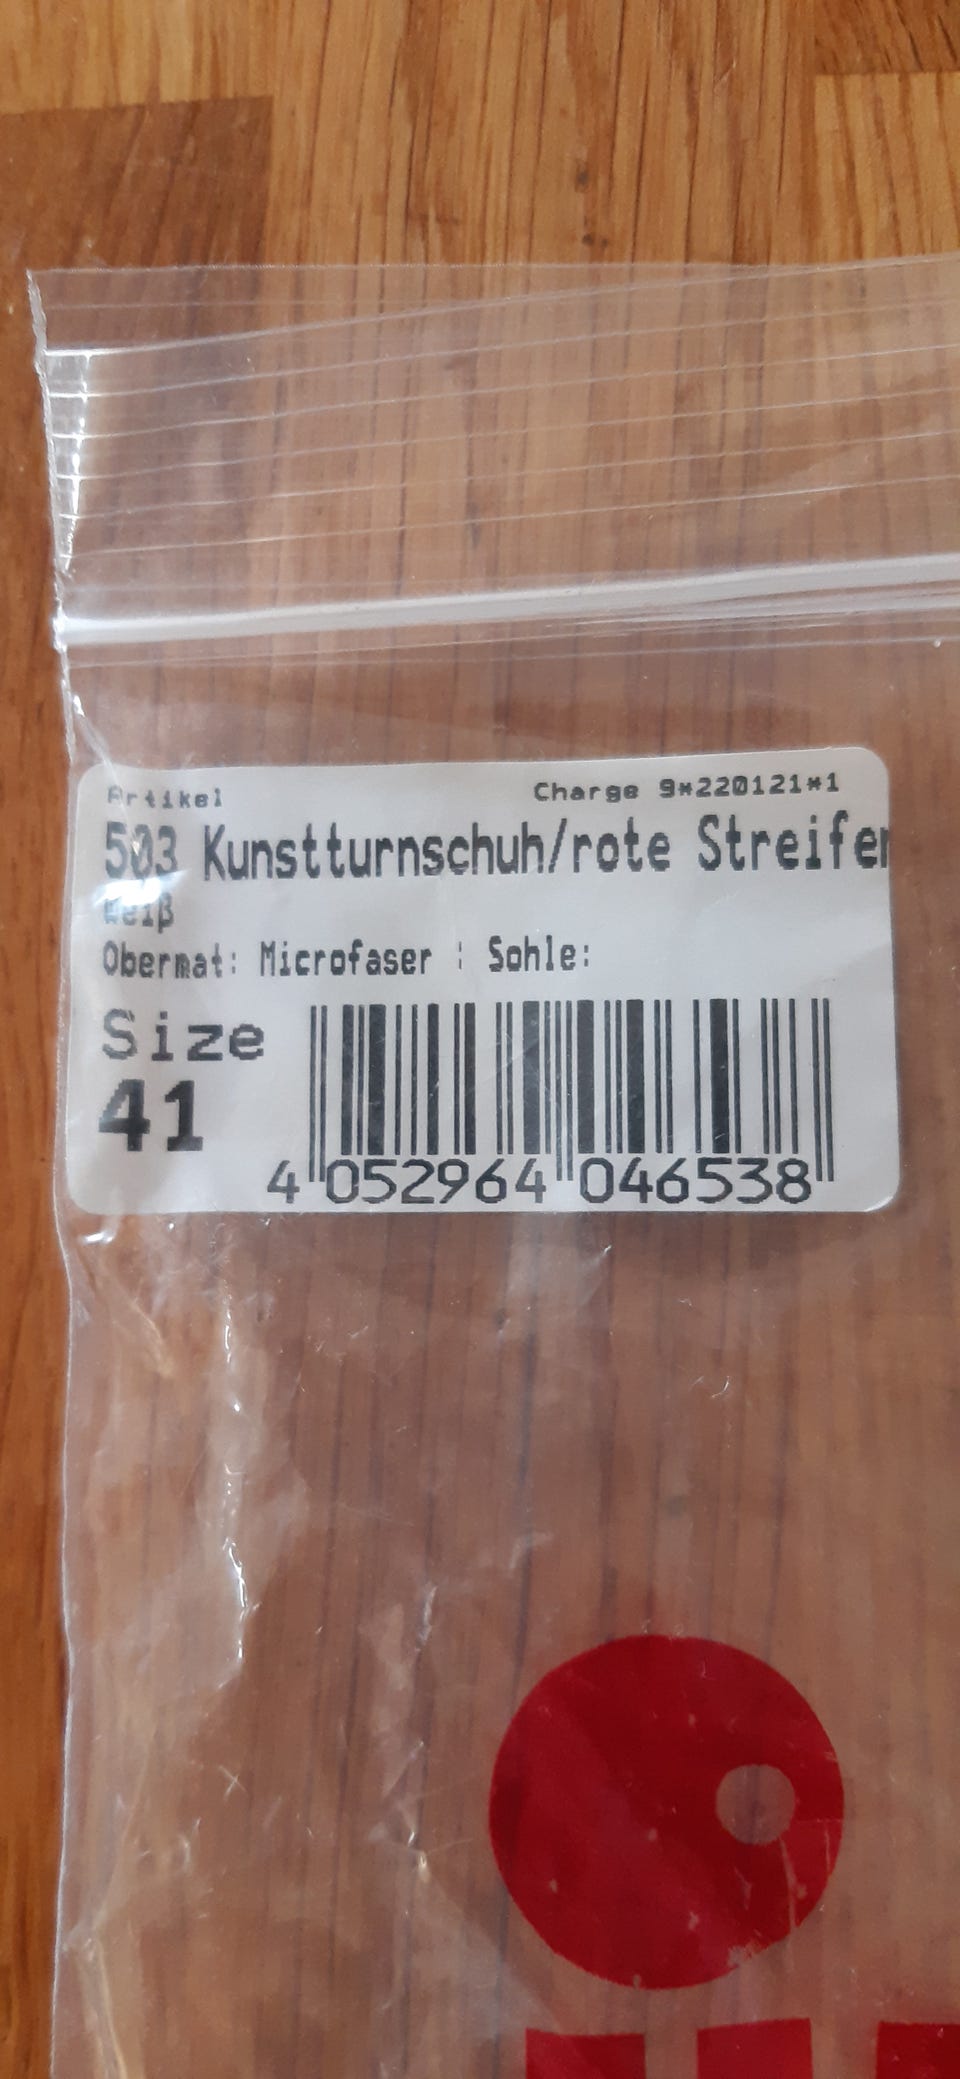 Artikel Charge 9*220121*1
503 Kunstturnschuh/rote Streifen
Weiß
Obermat: Microfaser : Sohle:
Size
41
4 052964 046538